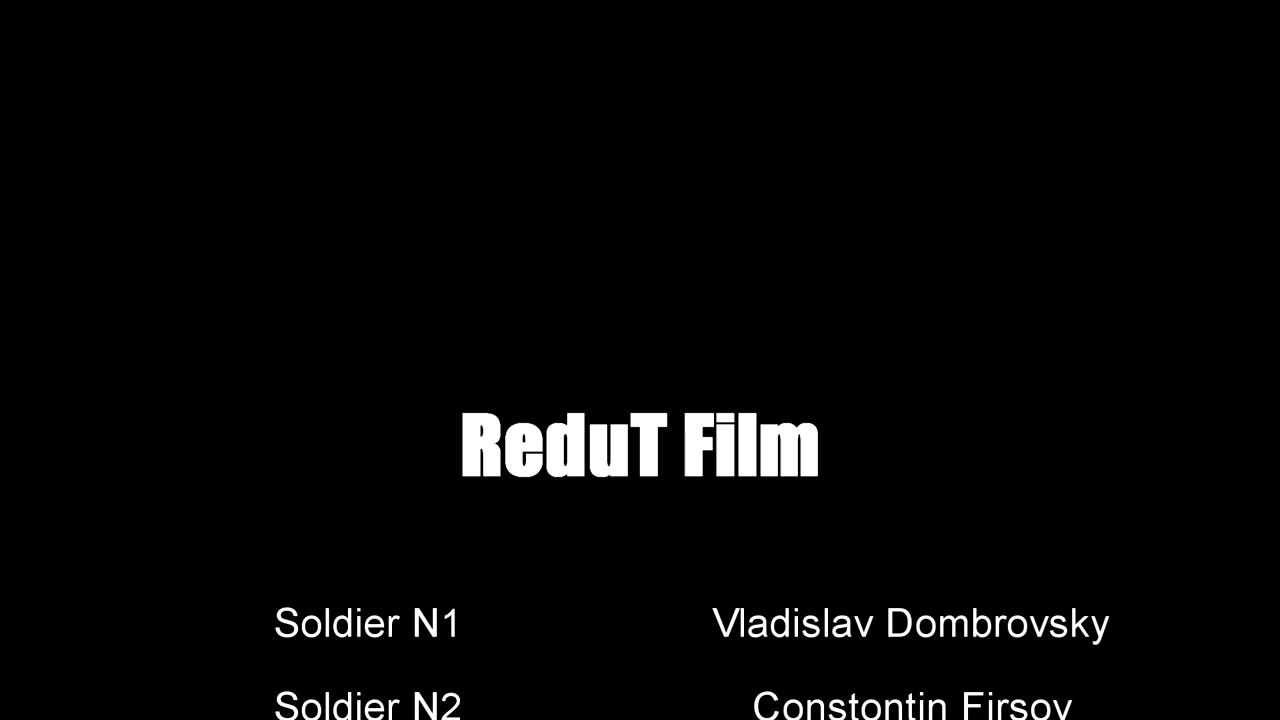 ReduT Film
Soldier N1 Vladislav Dombrovsky
Soldier N2 Constontin Firsov